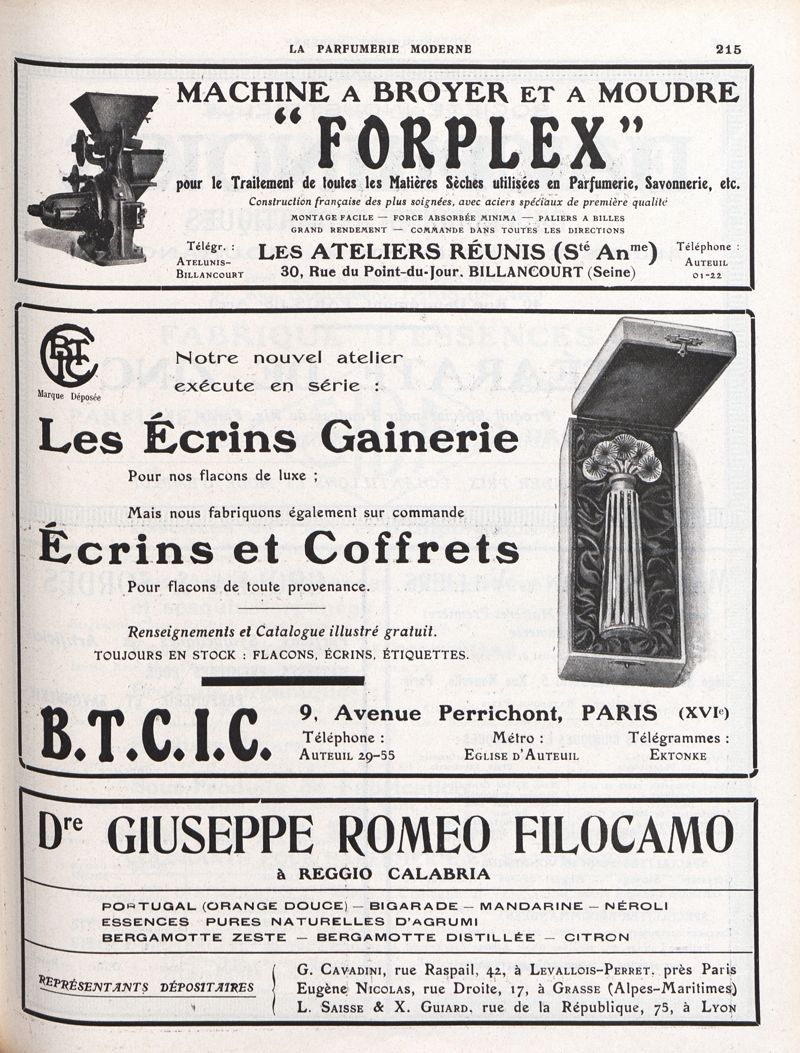 LA PARFUMERIE MODERNE 215
MACHINE A BROYER ET A MOUDRE
“FORPLEX”
pour le Traitement de toutes les Matières Sèches utilisées en Parfumerie, Savonnerie, etc.
Construction française des plus soignées, avec aciers spéciaux de première qualité
MONTAGE FACILE — FORCE ABSORBÉE MINIMA — PALIERS A BILLES
GRAND RENDEMENT — COMMANDE DANS TOUTES LES DIRECTIONS
Télégr. :
ATELUNIS-
BILLANCOURT
LES ATELIERS RÉUNIS (Sté Anme)
30, Rue du Point-du-Jour. BILLANCOURT (Seine)
Téléphone :
AUTEUIL
01-22
BTCIC
Marque Déposée
Notre nouvel atelier
exécute en série :
Les Écrins Gainerie
Pour nos flacons de luxe ;
Mais nous fabriquons également sur commande
Écrins et Coffrets
Pour flacons de toute provenance.
Renseignements et Catalogue illustré gratuit.
TOUJOURS EN STOCK : FLACONS, ÉCRINS, ÉTIQUETTES.
B.T.C.I.C.
9, Avenue Perrichont, PARIS (XVIe)
Téléphone : Métro : Télégrammes :
AUTEUIL 29-55 EGLISE D'AUTEUIL EKTONKE
Dre GIUSEPPE ROMEO FILOCAMO
à REGGIO CALABRIA
PORTUGAL (ORANGE DOUCE) — BIGARADE — MANDARINE — NÉROLI
ESSENCES PURES NATURELLES D'AGRUMI
BERGAMOTTE ZESTE — BERGAMOTTE DISTILLÉE — CITRON
REPRÉSENTANTS DÉPOSITAIRES
G. CAVADINI, rue Raspail, 42, à LEVALLOIS-PERRET. près Paris
Eugène NICOLAS, rue Droite, 17, à GRASSE (Alpes-Maritimes)
L. SAISSE & X. GUIARD. rue de la République, 75, à LYON